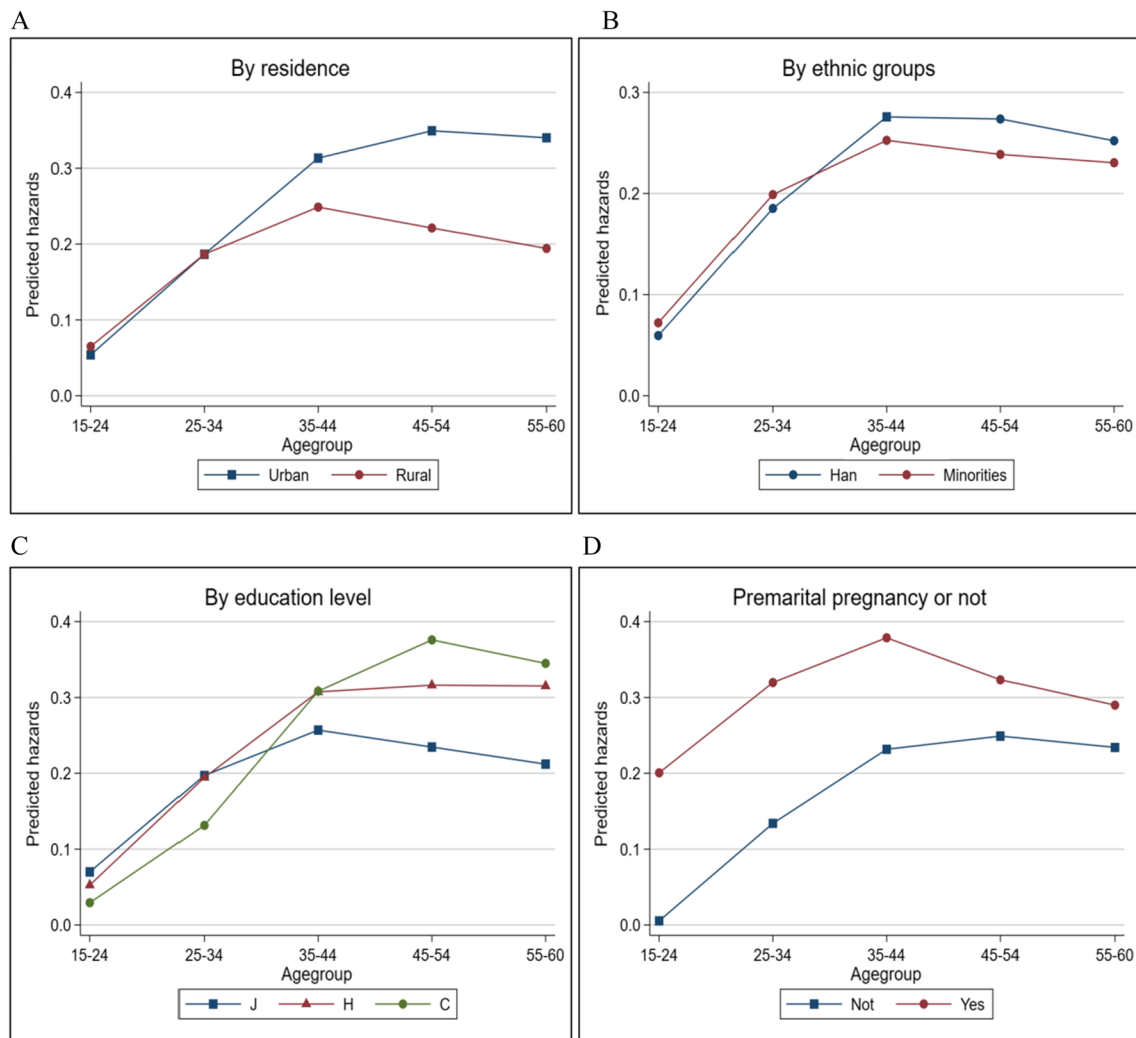 A
By residence
Predicted hazards
0.4
0.3
0.2
0.1
0.0
15-24 25-34 35-44 45-54 55-60
Agegroup
Urban Rural
B
By ethnic groups
Predicted hazards
0.3
0.2
0.1
0.0
15-24 25-34 35-44 45-54 55-60
Agegroup
Han Minorities
C
By education level
Predicted hazards
0.4
0.3
0.2
0.1
0.0
15-24 25-34 35-44 45-54 55-60
Agegroup
J H C
D
Premarital pregnancy or not
Predicted hazards
0.4
0.3
0.2
0.1
0.0
15-24 25-34 35-44 45-54 55-60
Agegroup
Not Yes